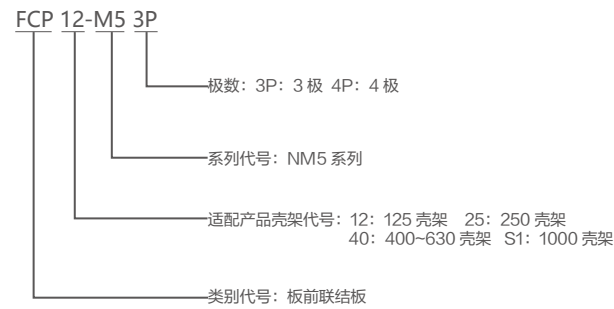 FCP 12-M5 3P
极数：3P：3 极 4P：4 极
系列代号：NM5 系列
适配产品壳架代号：12：125 壳架 25：250 壳架
40：400~630 壳架 S1：1000 壳架
类别代号：板前联结板